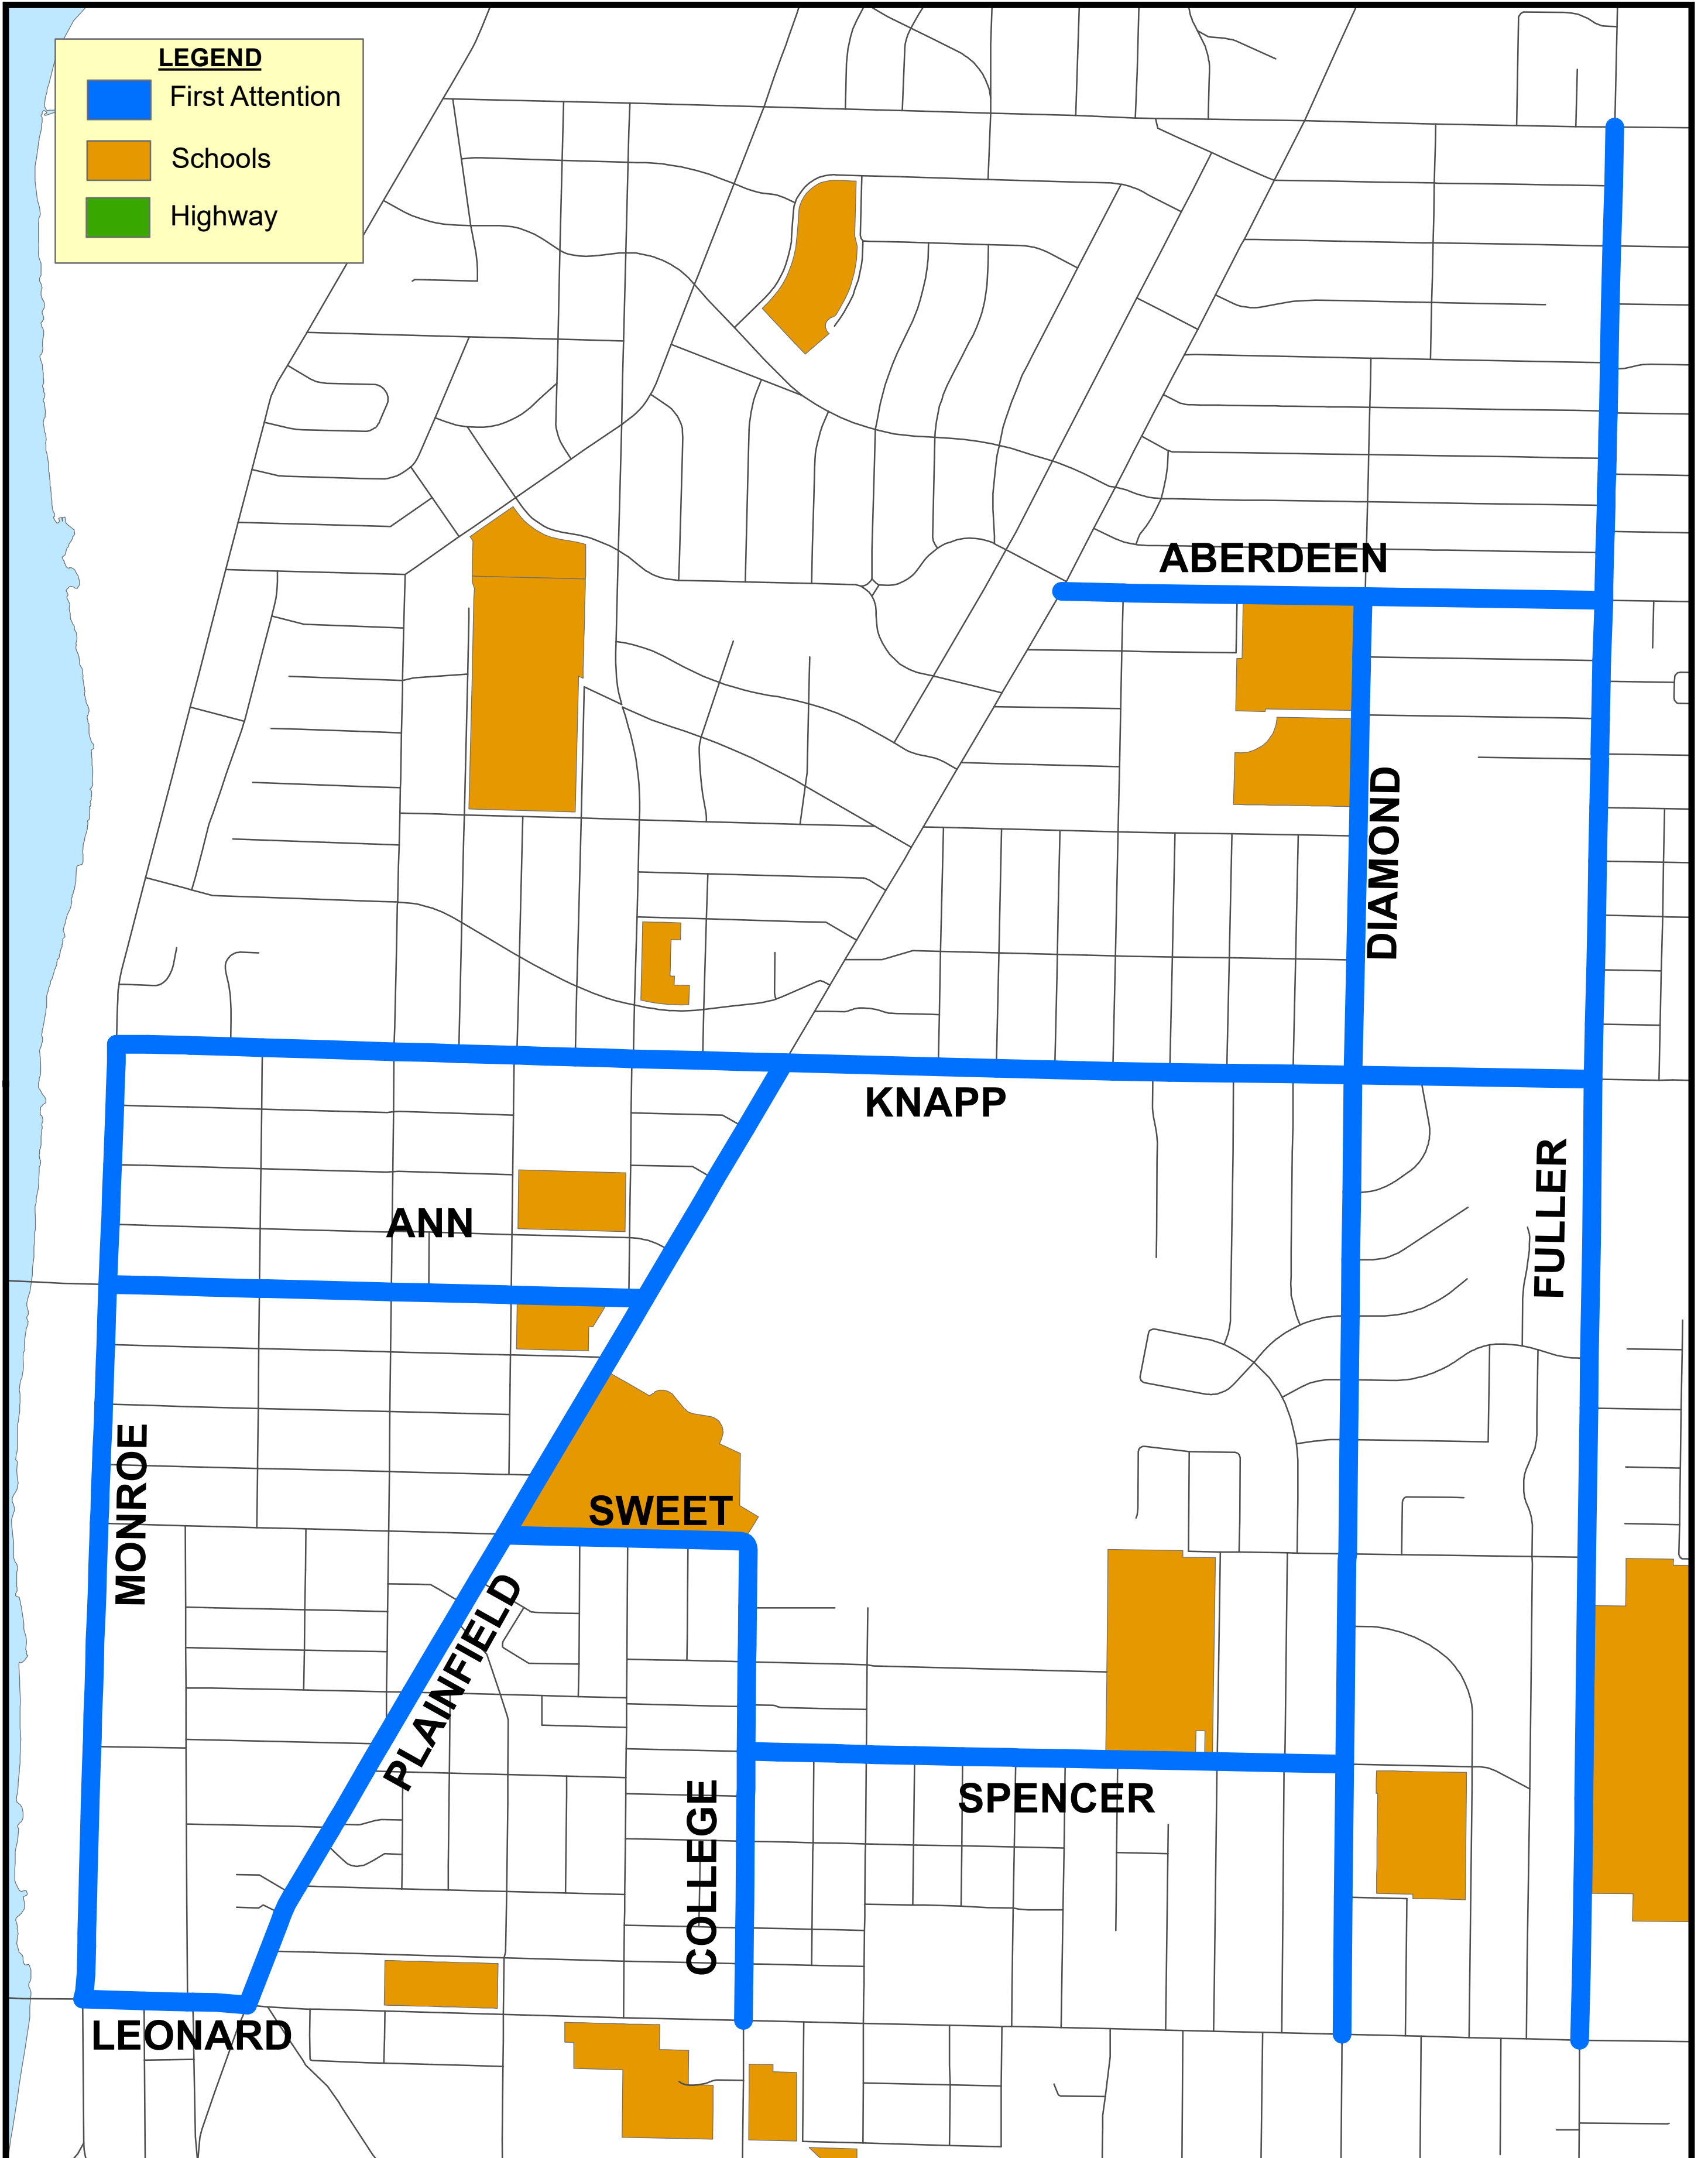 LEGEND
First Attention
Schools
Highway
ABERDEEN
DIAMOND
KNAPP
FULLER
ANN
MONROE
SWEET
PLAINFIELD
COLLEGE
SPENCER
LEONARD